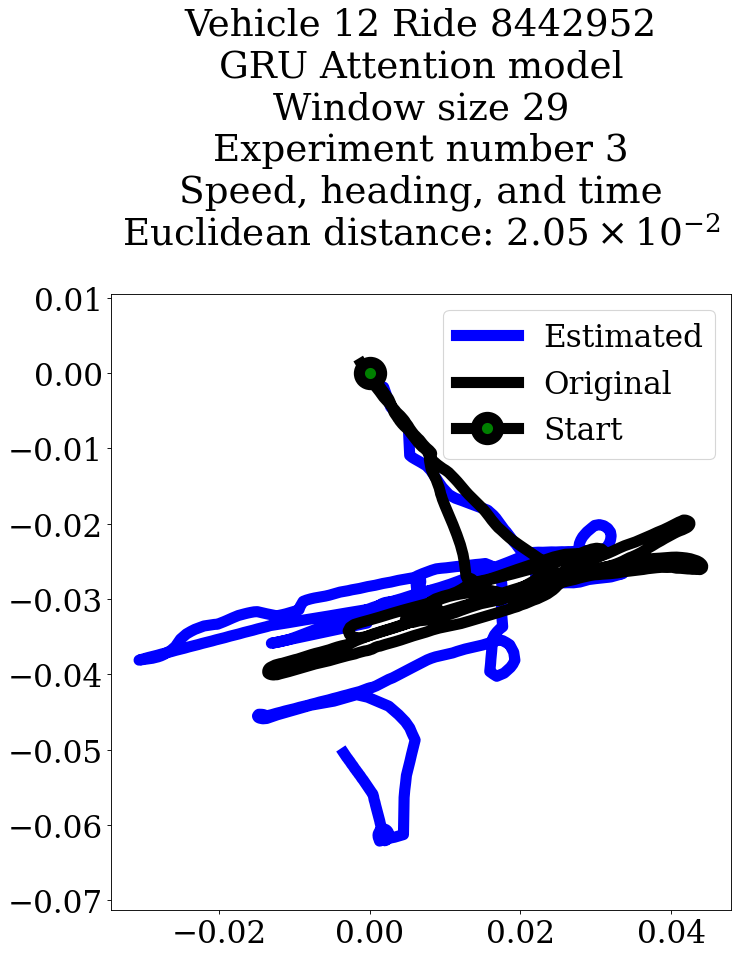 Vehicle 12 Ride 8442952
GRU Attention model
Window size 29
Experiment number 3
Speed, heading, and time
Euclidean distance: 2.05 × 10⁻²
0.01
0.00
−0.01
−0.02
−0.03
−0.04
−0.05
−0.06
−0.07
Estimated
Original
Start
−0.02
0.00
0.02
0.04